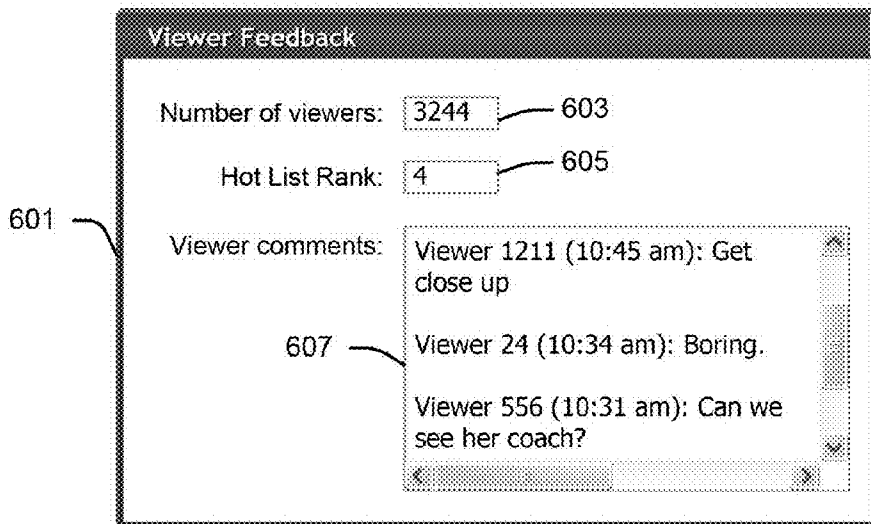 Viewer Feedback
Number of viewers: 3244 603
Hot List Rank: 4 605
601
Viewer comments: Viewer 1211 (10:45 am): Get
close up
607 Viewer 24 (10:34 am): Boring.
Viewer 556 (10:31 am): Can we
see her coach?